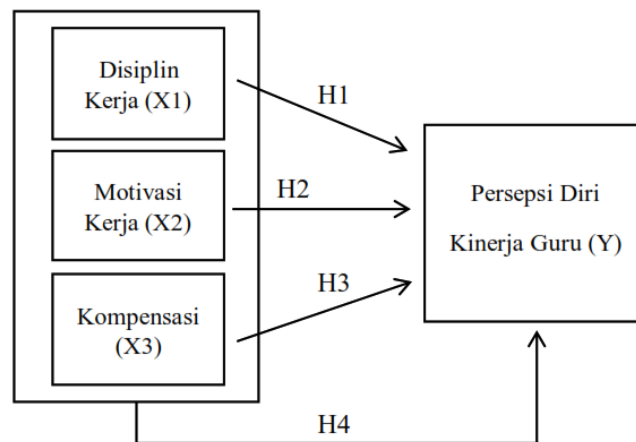 Disiplin
Kerja (X1)
H1
Motivasi
Kerja (X2)
H2
Persepsi Diri
Kinerja Guru (Y)
H3
Kompensasi
(X3)
H4